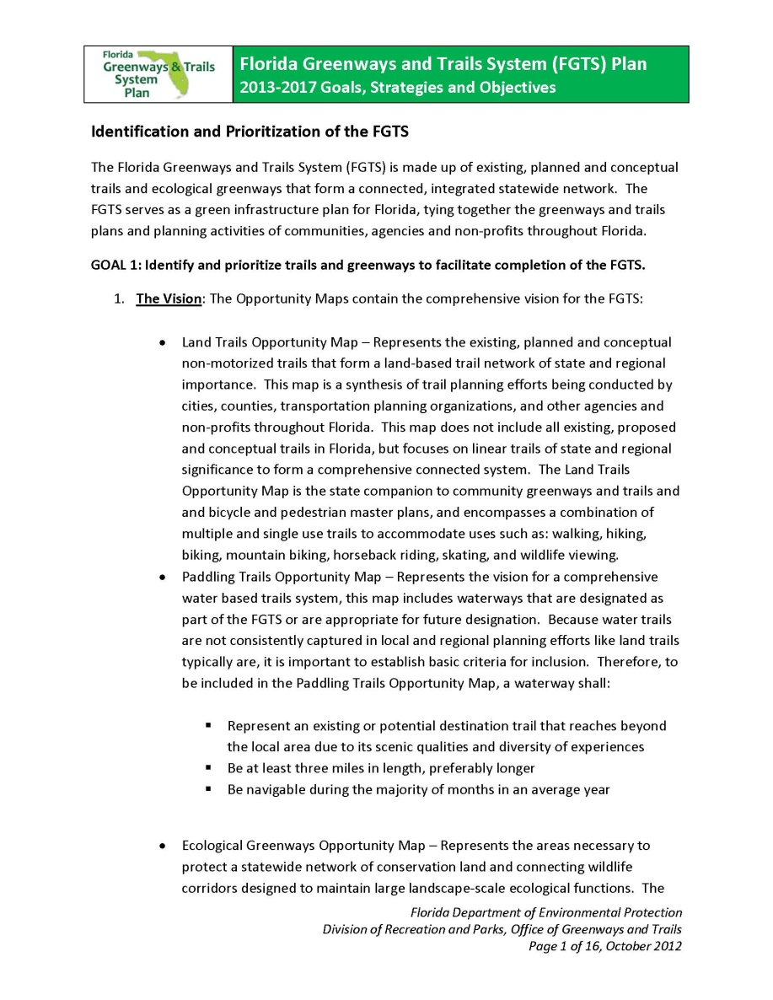 Florida
Greenways & Trails
System
Plan
Florida Greenways and Trails System (FGTS) Plan
2013-2017 Goals, Strategies and Objectives
Identification and Prioritization of the FGTS
The Florida Greenways and Trails System (FGTS) is made up of existing, planned and conceptual
trails and ecological greenways that form a connected, integrated statewide network.  The
FGTS serves as a green infrastructure plan for Florida, tying together the greenways and trails
plans and planning activities of communities, agencies and non-profits throughout Florida.
GOAL 1: Identify and prioritize trails and greenways to facilitate completion of the FGTS.
1. The Vision: The Opportunity Maps contain the comprehensive vision for the FGTS:
• Land Trails Opportunity Map – Represents the existing, planned and conceptual
non-motorized trails that form a land-based trail network of state and regional
importance.  This map is a synthesis of trail planning efforts being conducted by
cities, counties, transportation planning organizations, and other agencies and
non-profits throughout Florida.  This map does not include all existing, proposed
and conceptual trails in Florida, but focuses on linear trails of state and regional
significance to form a comprehensive connected system.  The Land Trails
Opportunity Map is the state companion to community greenways and trails and
and bicycle and pedestrian master plans, and encompasses a combination of
multiple and single use trails to accommodate uses such as: walking, hiking,
biking, mountain biking, horseback riding, skating, and wildlife viewing.
• Paddling Trails Opportunity Map – Represents the vision for a comprehensive
water based trails system, this map includes waterways that are designated as
part of the FGTS or are appropriate for future designation.  Because water trails
are not consistently captured in local and regional planning efforts like land trails
typically are, it is important to establish basic criteria for inclusion.  Therefore, to
be included in the Paddling Trails Opportunity Map, a waterway shall:
▪ Represent an existing or potential destination trail that reaches beyond
the local area due to its scenic qualities and diversity of experiences
▪ Be at least three miles in length, preferably longer
▪ Be navigable during the majority of months in an average year
• Ecological Greenways Opportunity Map – Represents the areas necessary to
protect a statewide network of conservation land and connecting wildlife
corridors designed to maintain large landscape-scale ecological functions.  The
Florida Department of Environmental Protection
Division of Recreation and Parks, Office of Greenways and Trails
Page 1 of 16, October 2012